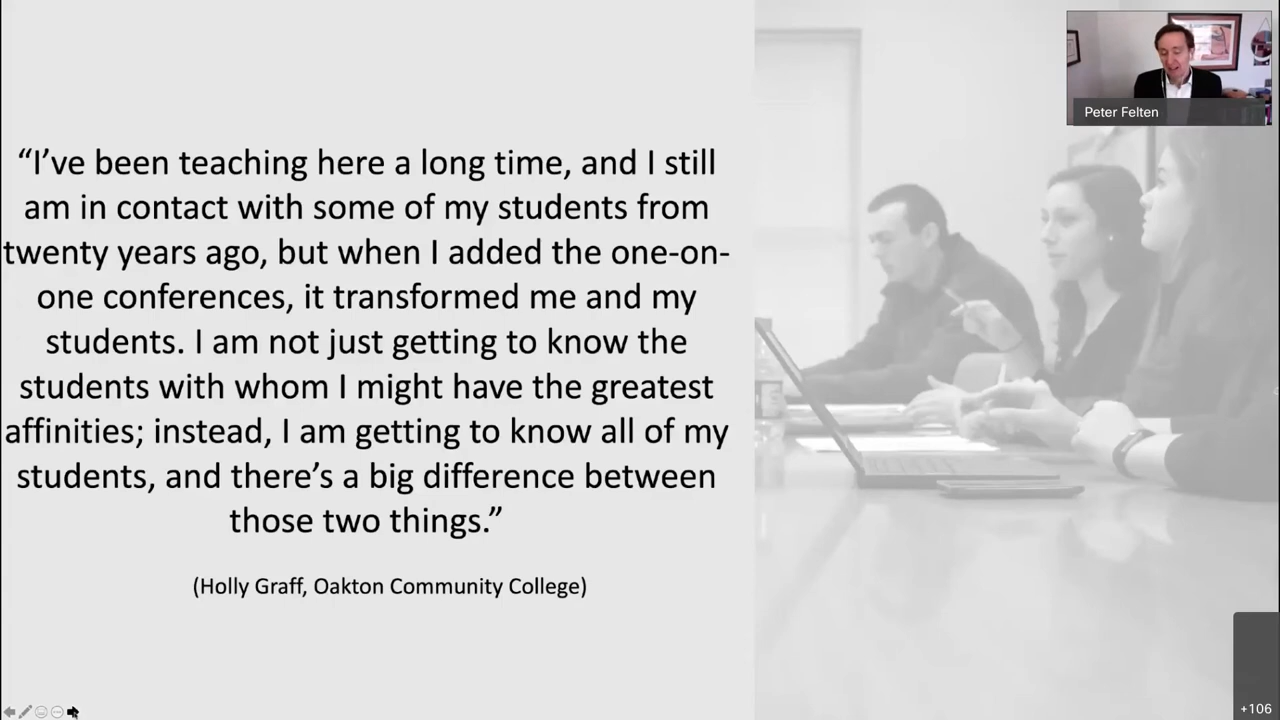 Peter Felten
“I’ve been teaching here a long time, and I still
am in contact with some of my students from
twenty years ago, but when I added the one-on-
one conferences, it transformed me and my
students. I am not just getting to know the
students with whom I might have the greatest
affinities; instead, I am getting to know all of my
students, and there’s a big difference between
those two things.”
(Holly Graff, Oakton Community College)
+106